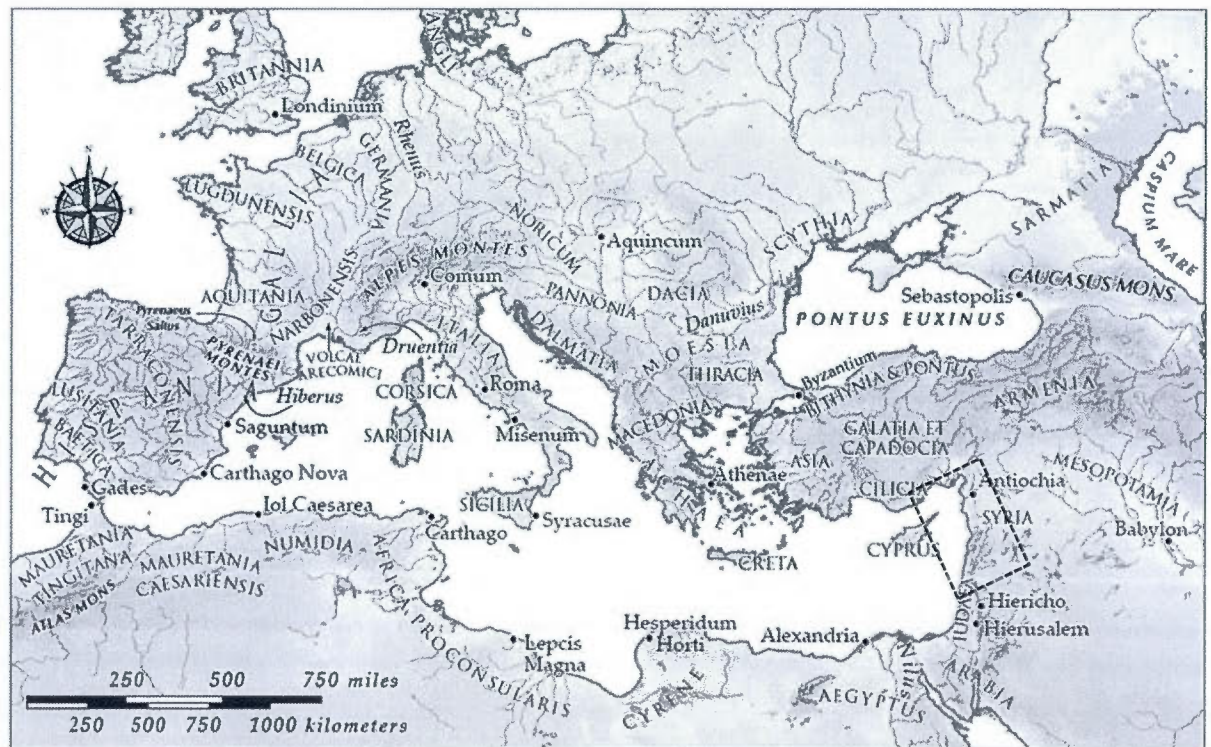 ANGLI
BRITANNIA
Londinium
Rhenus
GERMANIA
BELGICA
LUGDUNENSIS
GALLIA
N
W
E
S
NORICUM
Aquincum
SCYTHIA
SARMATIA
CASPIUM MARE
ALPES MONTES
Comum
AQUITANIA
NARBONENSIS
PANNONIA
DACIA
Danuvius
Sebastopolis
CAUCASUS MONS
PONTUS EUXINUS
Pyrenaeus
Saltus
TARRACONENSIS
PYRENAEI
MONTES
VOLCAE
ARECOMICI
Druentia
ITALIA
DALMATIA
MOESIA
THRACIA
Byzantium
BITHYNIA & PONTUS
ARMENIA
LUSITANIA
HISPANIA
Hiberus
CORSICA
Roma
BAETICA
Saguntum
SARDINIA
Misenum
MACEDONIA
GALATIA ET
CAPADOCIA
ASIA
Athenae
ACHAEA
MESOPOTAMIA
Carthago Nova
Gades
CILICIA
Antiochia
Tingi
Iol Caesarea
SICILIA
Syracusae
SYRIA
Babylon
Carthago
MAURETANIA
TINGITANA
MAURETANIA
CAESARIENSIS
NUMIDIA
CRETA
CYPRUS
ATLAS MONS
AFRICA PROCONSULARIS
IUDAEA
Hiericho
Hierusalem
Lepcis
Magna
Hesperidum
Horti
Alexandria
Nilus
ARABIA
CYRENE
AEGYPTUS
250 500 750 miles
250 500 750 1000 kilometers